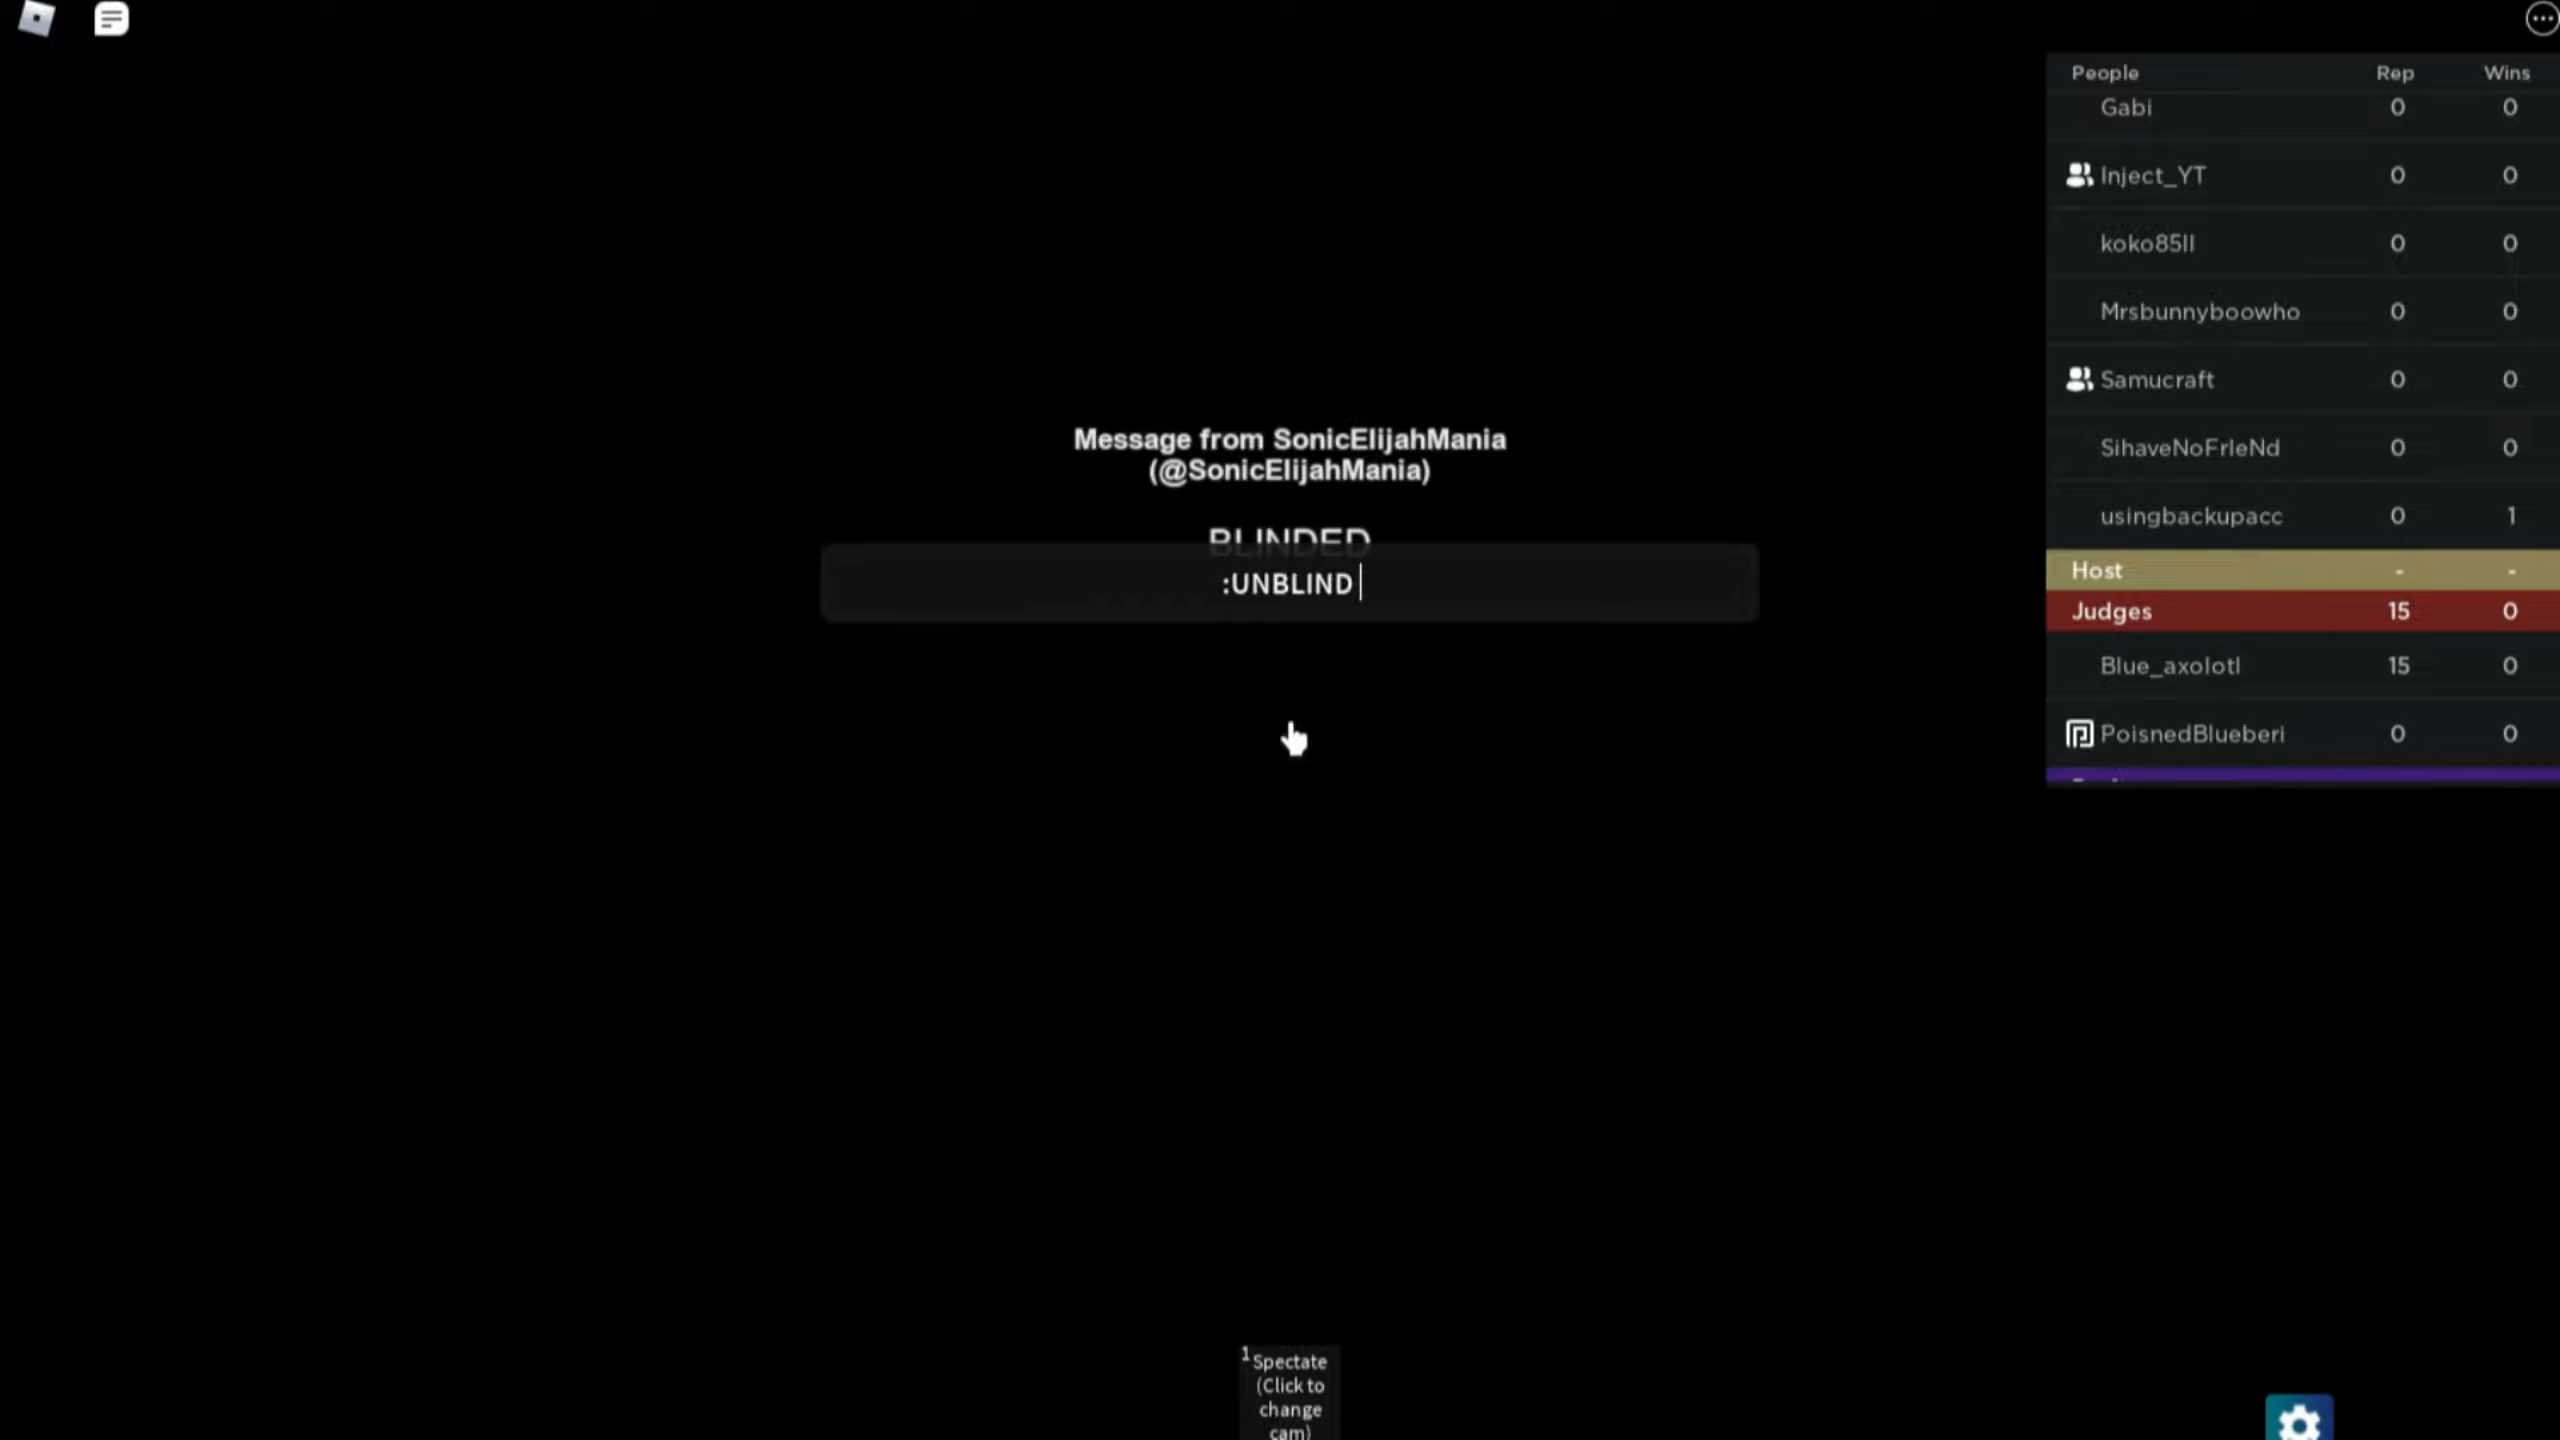 People Rep Wins
Gabi 0 0
Inject_YT 0 0
koko85ll 0 0
Mrsbunnyboowho 0 0
Samucraft 0 0
SihaveNoFrIeNd 0 0
usingbackupacc 0 1
Host - -
Judges 15 0
Blue_axolotl 15 0
PoisnedBlueberi 0 0
Message from SonicElijahMania
(@SonicElijahMania)
BLINDED
:UNBLIND
1
Spectate
(Click to
change
cam)